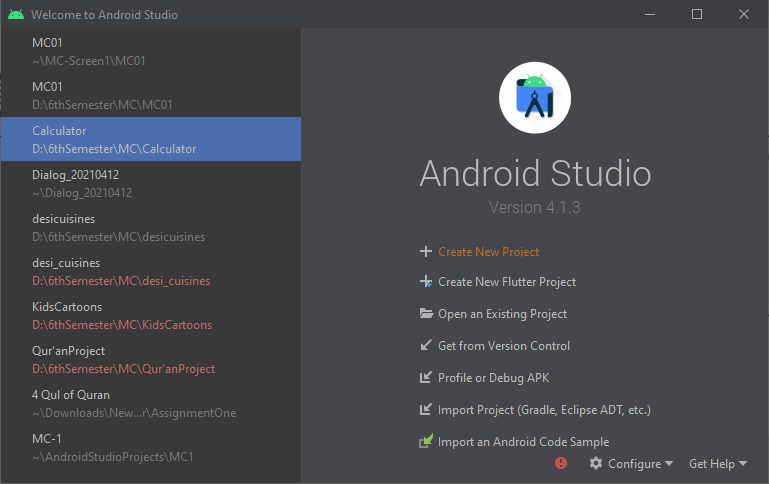 Welcome to Android Studio
MC01
~\MC-Screen1\MC01
MC01
D:\6thSemester\MC\MC01
Calculator
D:\6thSemester\MC\Calculator
Dialog_20210412
~\Dialog_20210412
desicuisines
D:\6thSemester\MC\desicuisines
desi_cuisines
D:\6thSemester\MC\desi_cuisines
KidsCartoons
D:\6thSemester\MC\KidsCartoons
Qur'anProject
D:\6thSemester\MC\Qur'anProject
4 Qul of Quran
~\Downloads\New...r\AssignmentOne
MC-1
~\AndroidStudioProjects\MC1
Android Studio
Version 4.1.3
Create New Project
Create New Flutter Project
Open an Existing Project
Get from Version Control
Profile or Debug APK
Import Project (Gradle, Eclipse ADT, etc.)
Import an Android Code Sample
Configure
Get Help